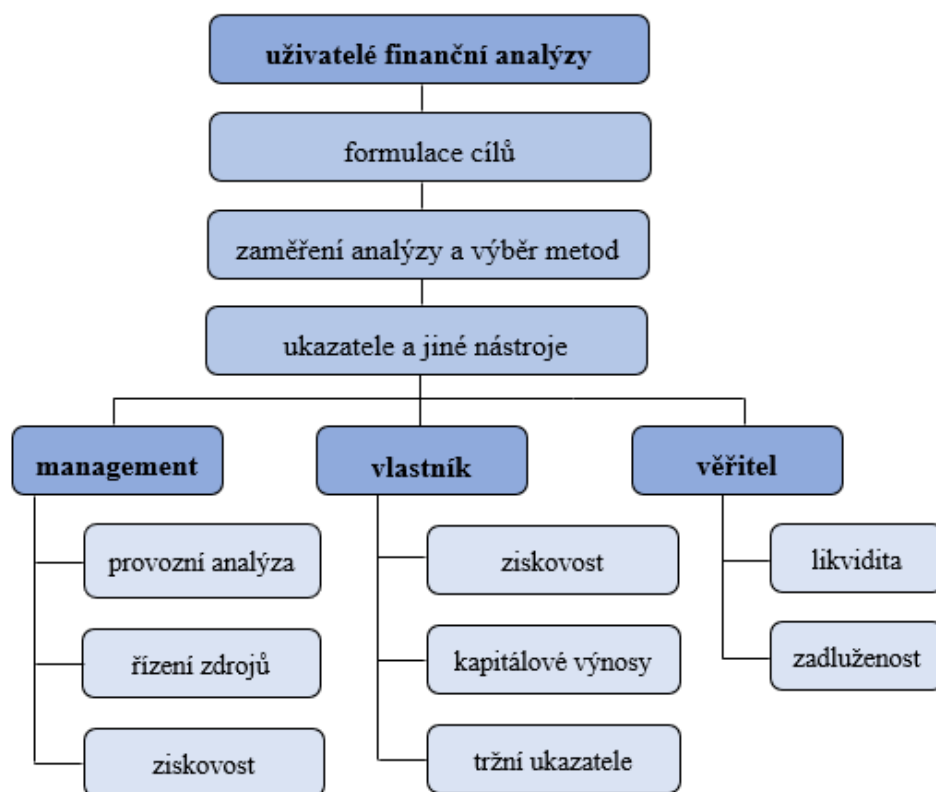 uživatelé finanční analýzy
formulace cílů
zaměření analýzy a výběr metod
ukazatele a jiné nástroje
management
provozní analýza
řízení zdrojů
ziskovost
vlastník
ziskovost
kapitálové výnosy
tržní ukazatele
věřitel
likvidita
zadluženost